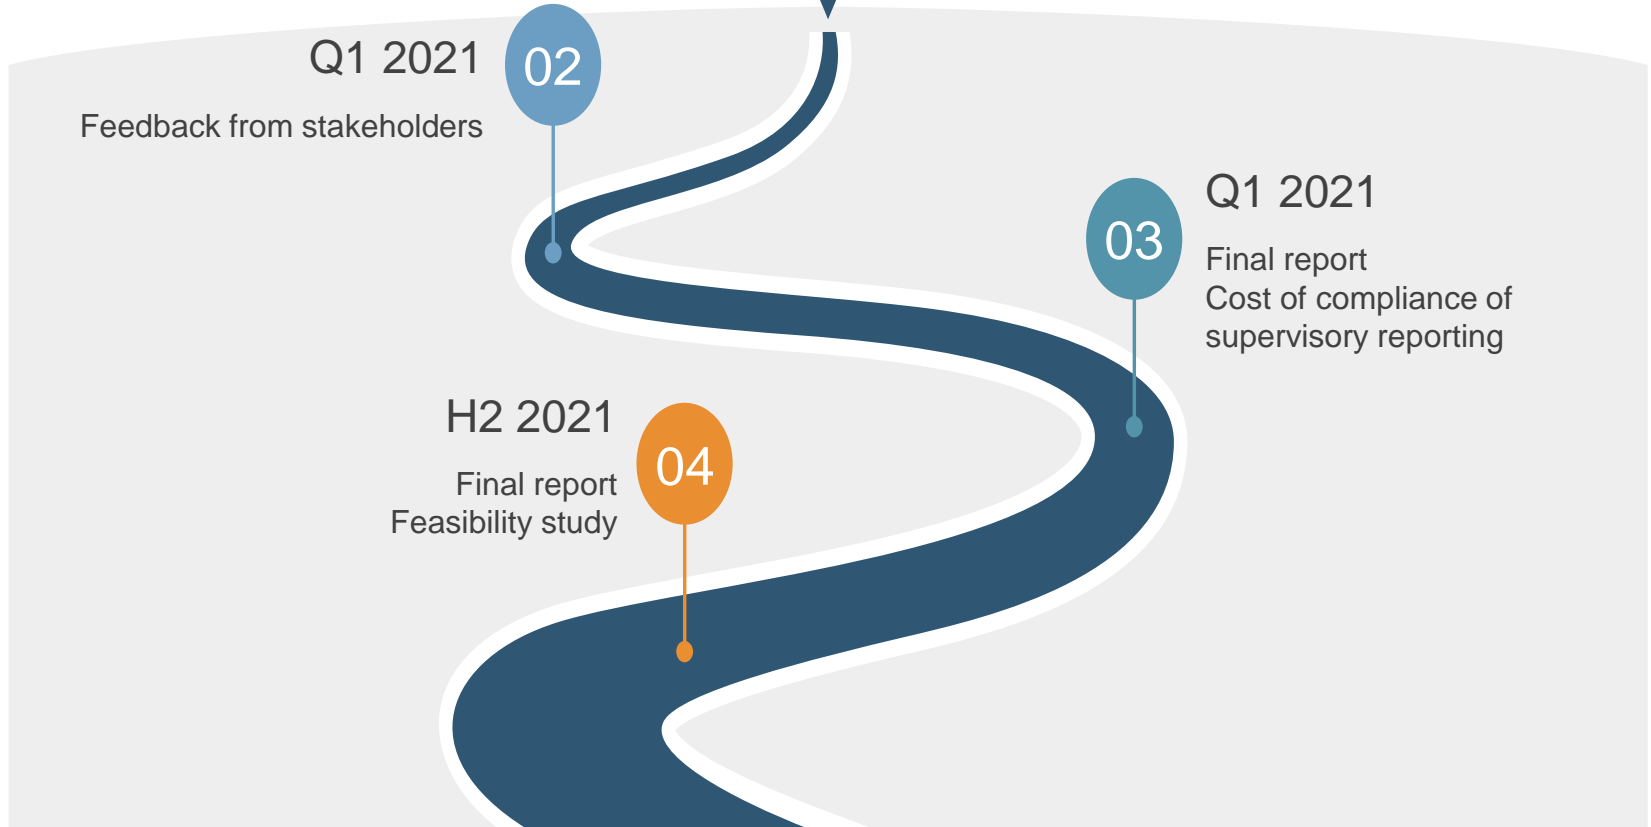 Q1 2021
02
Feedback from stakeholders
03
Q1 2021
Final report
Cost of compliance of
supervisory reporting
H2 2021
04
Final report
Feasibility study